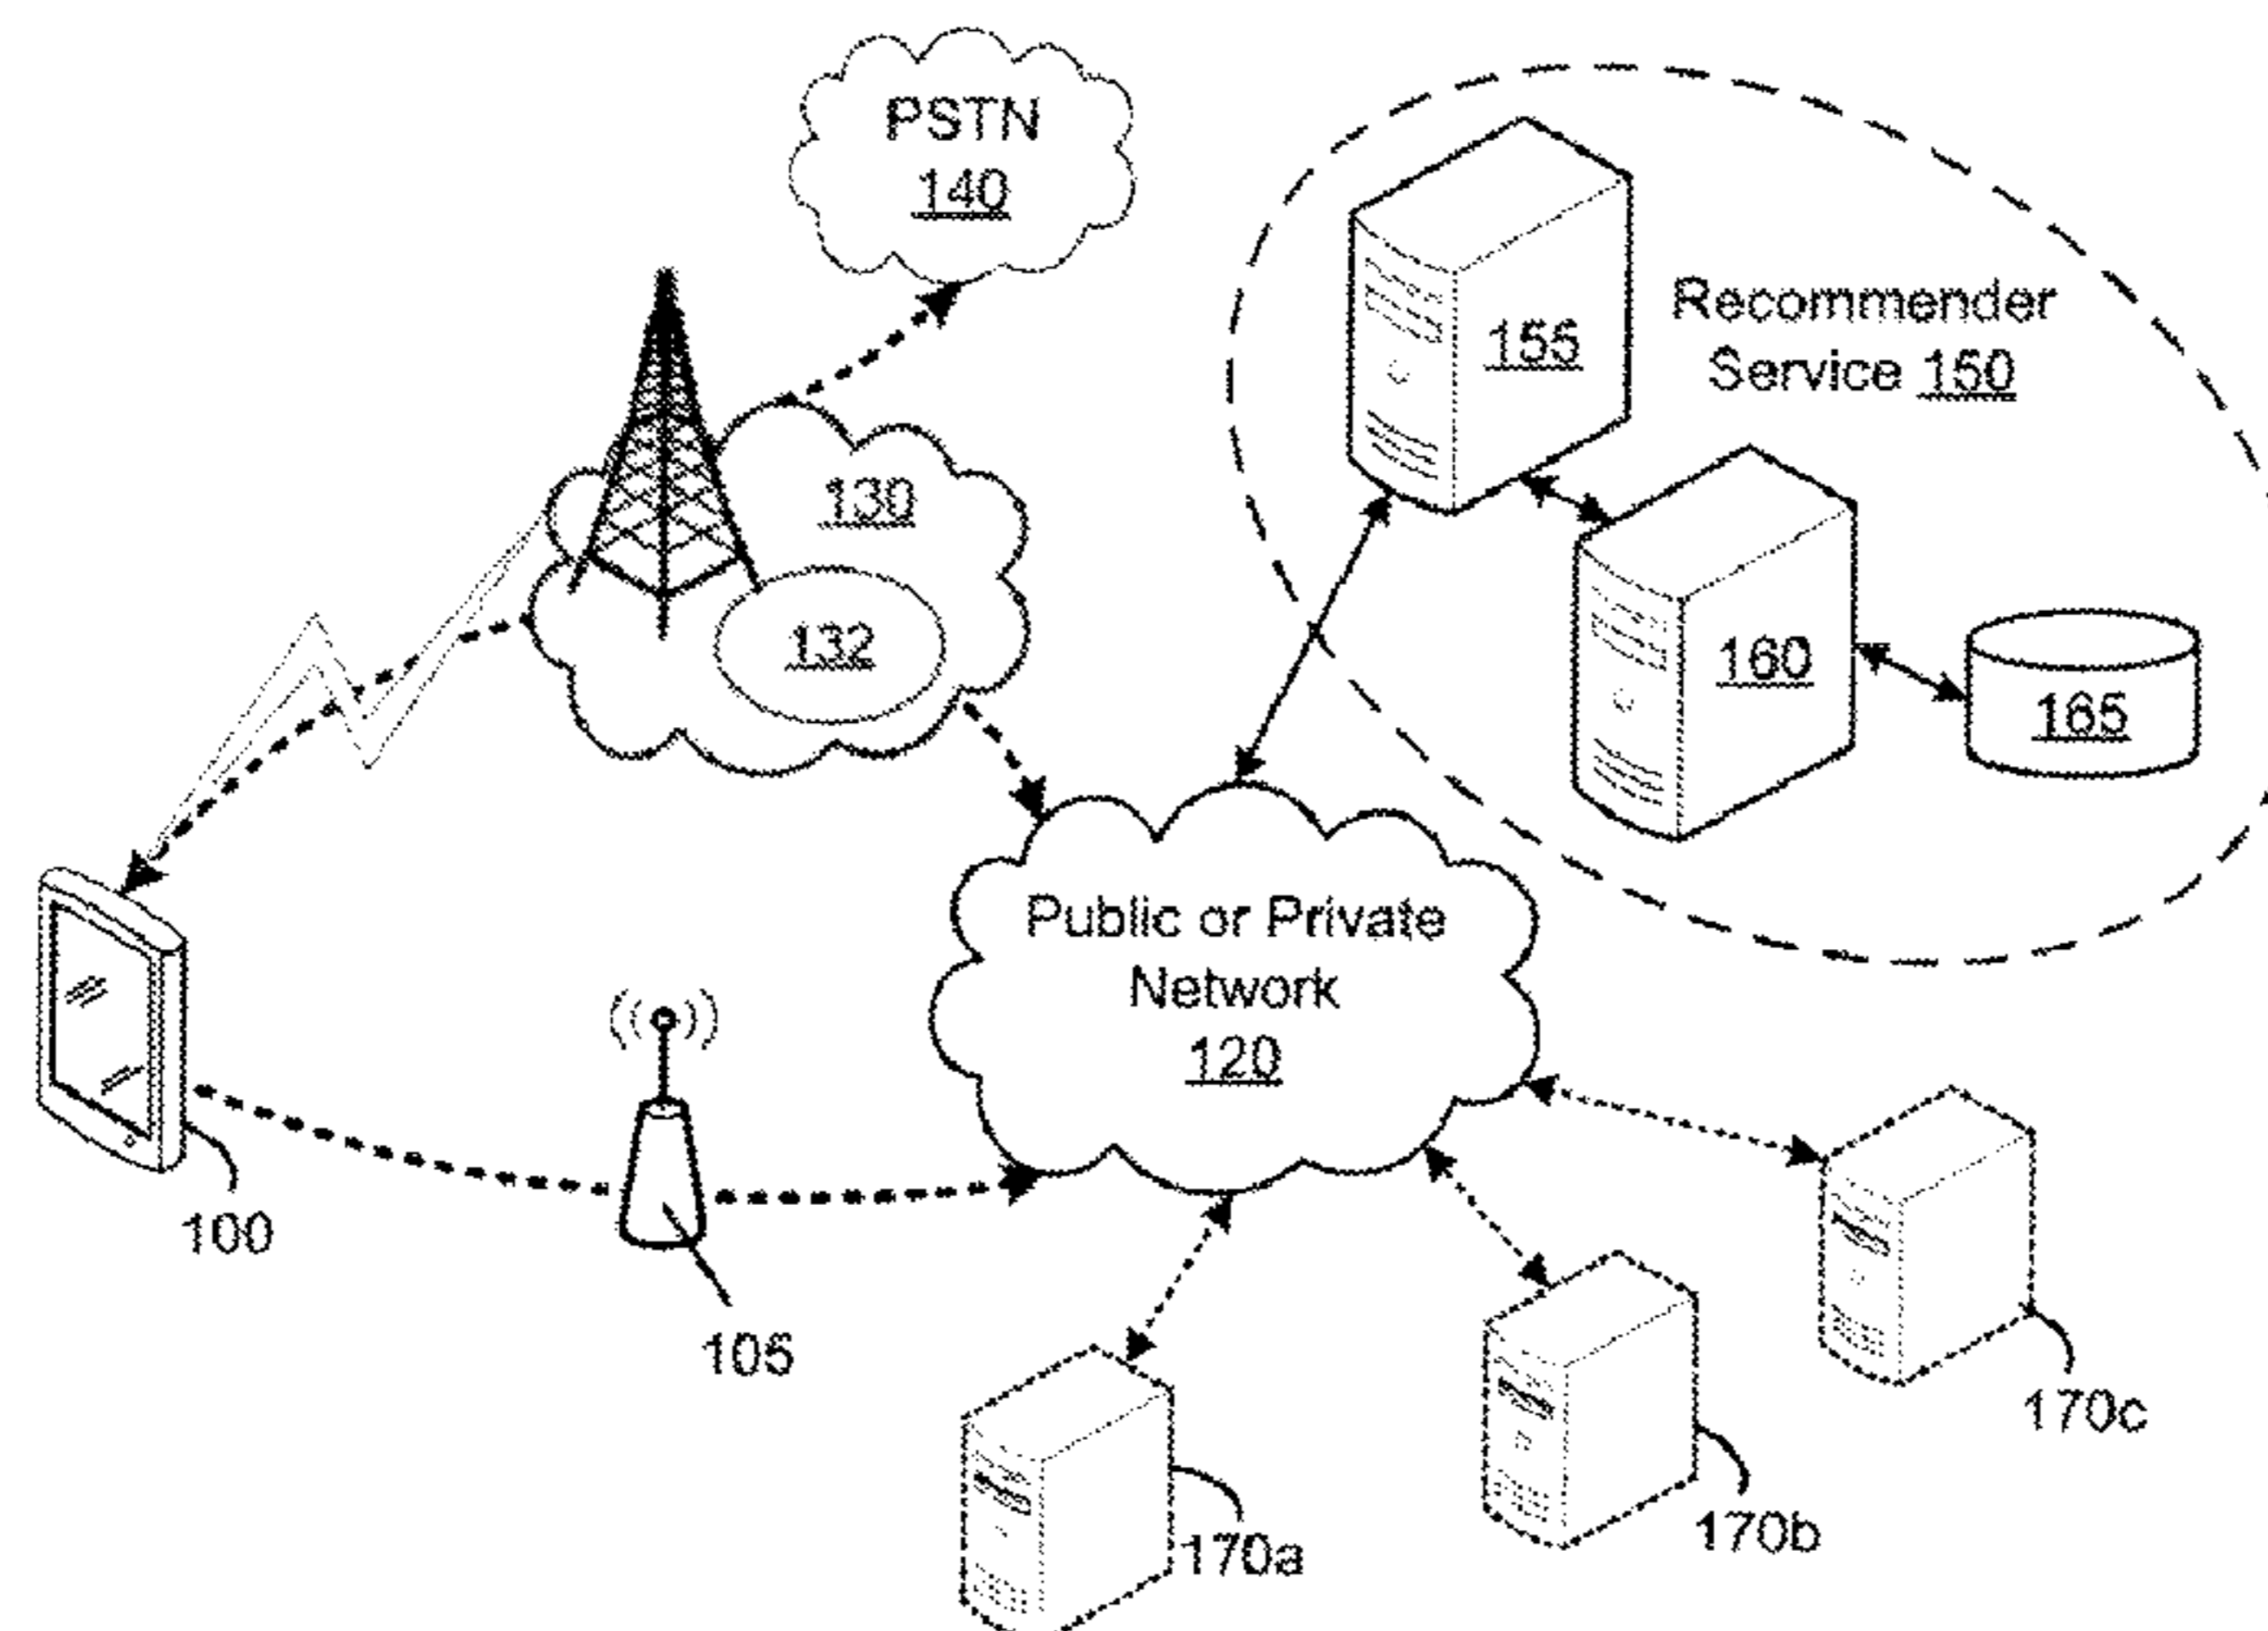 PSTN
140
155
Recommender
Service 150
130
132
160
165
Public or Private
Network
120
100
105
170a
170b
170c